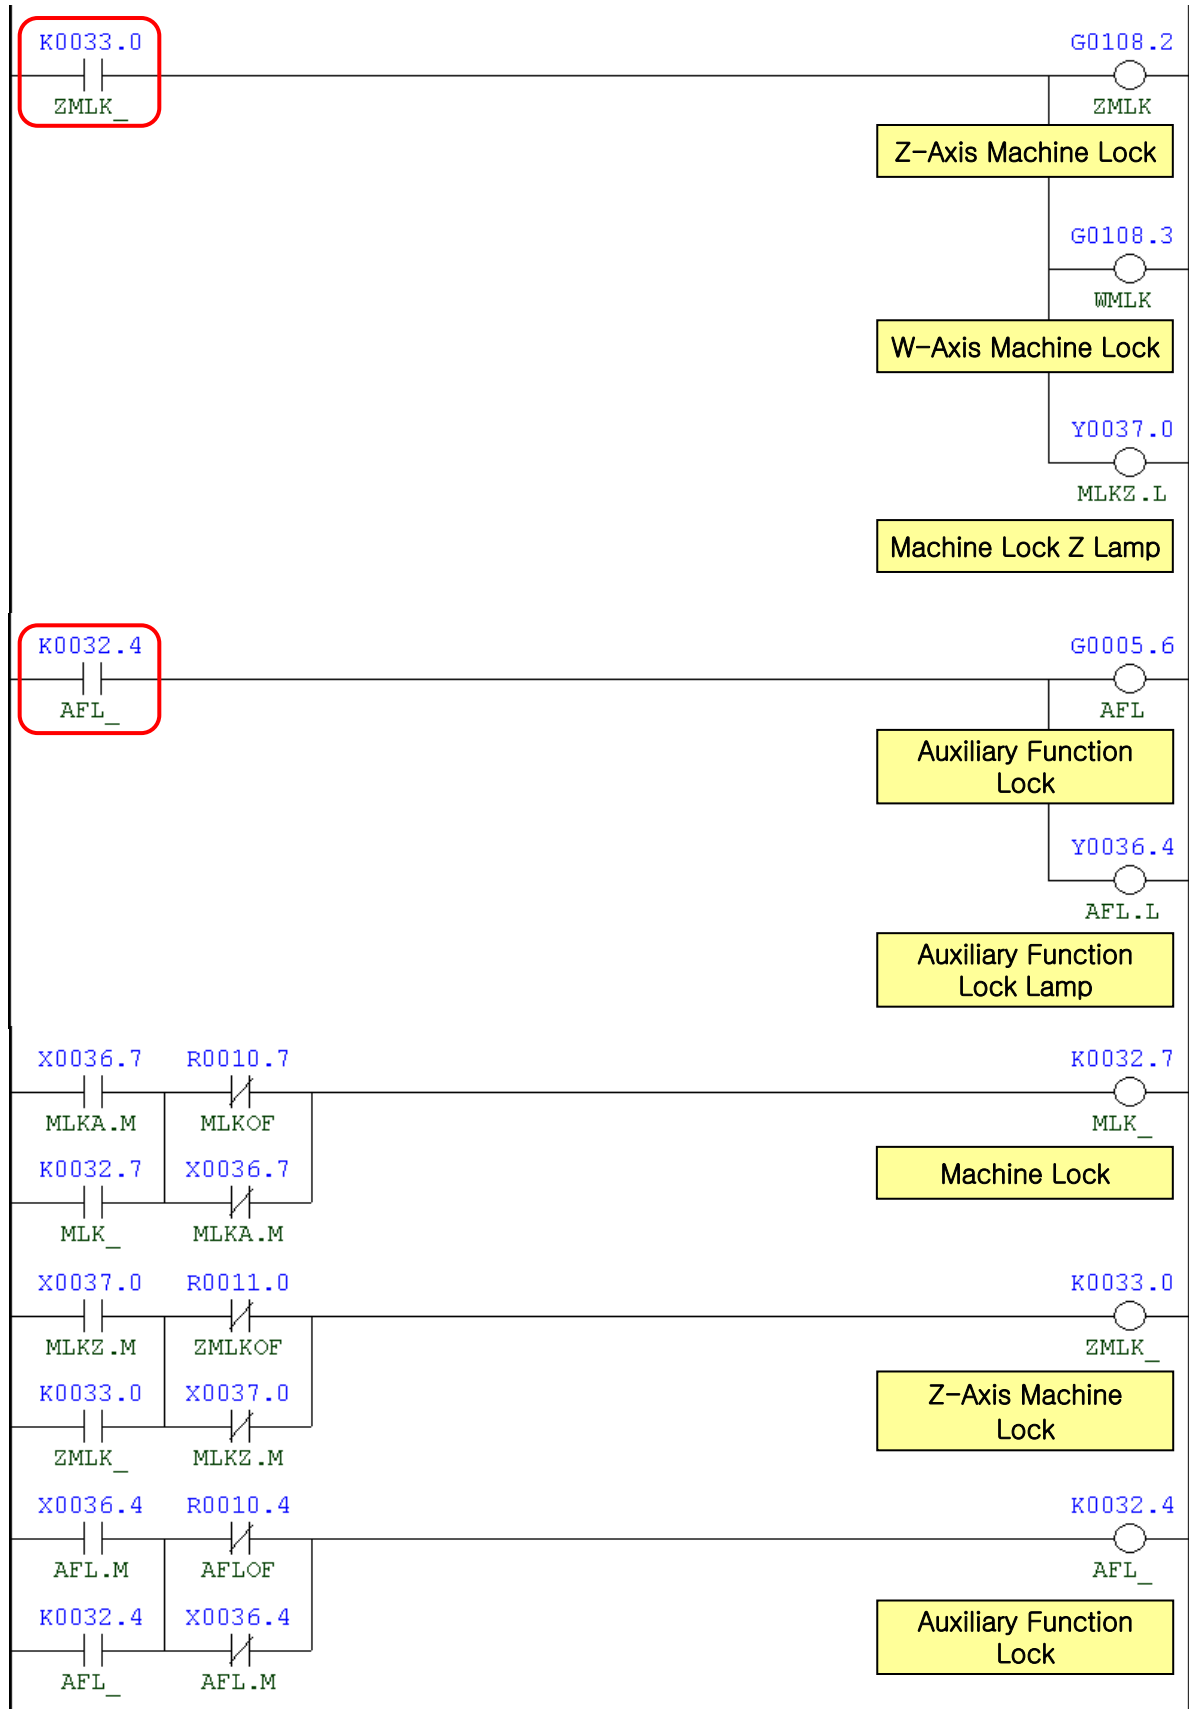 K0033.0 G0108.2
ZMLK_ ZMLK
Z-Axis Machine Lock
G0108.3
WMLK
W-Axis Machine Lock
Y0037.0
MLKZ.L
Machine Lock Z Lamp
K0032.4 G0005.6
AFL_ AFL
Auxiliary Function
Lock
Y0036.4
AFL.L
Auxiliary Function
Lock Lamp
X0036.7 R0010.7 K0032.7
MLKA.M MLKOF MLK_
Machine Lock
K0032.7 X0036.7
MLK_ MLKA.M
X0037.0 R0011.0 K0033.0
MLKZ.M ZMLKOF ZMLK_
K0033.0 X0037.0
Z-Axis Machine
Lock
ZMLK_ MLKZ.M
X0036.4 R0010.4 K0032.4
AFL.M AFLOF AFL_
K0032.4 X0036.4
Auxiliary Function
Lock
AFL_ AFL.M